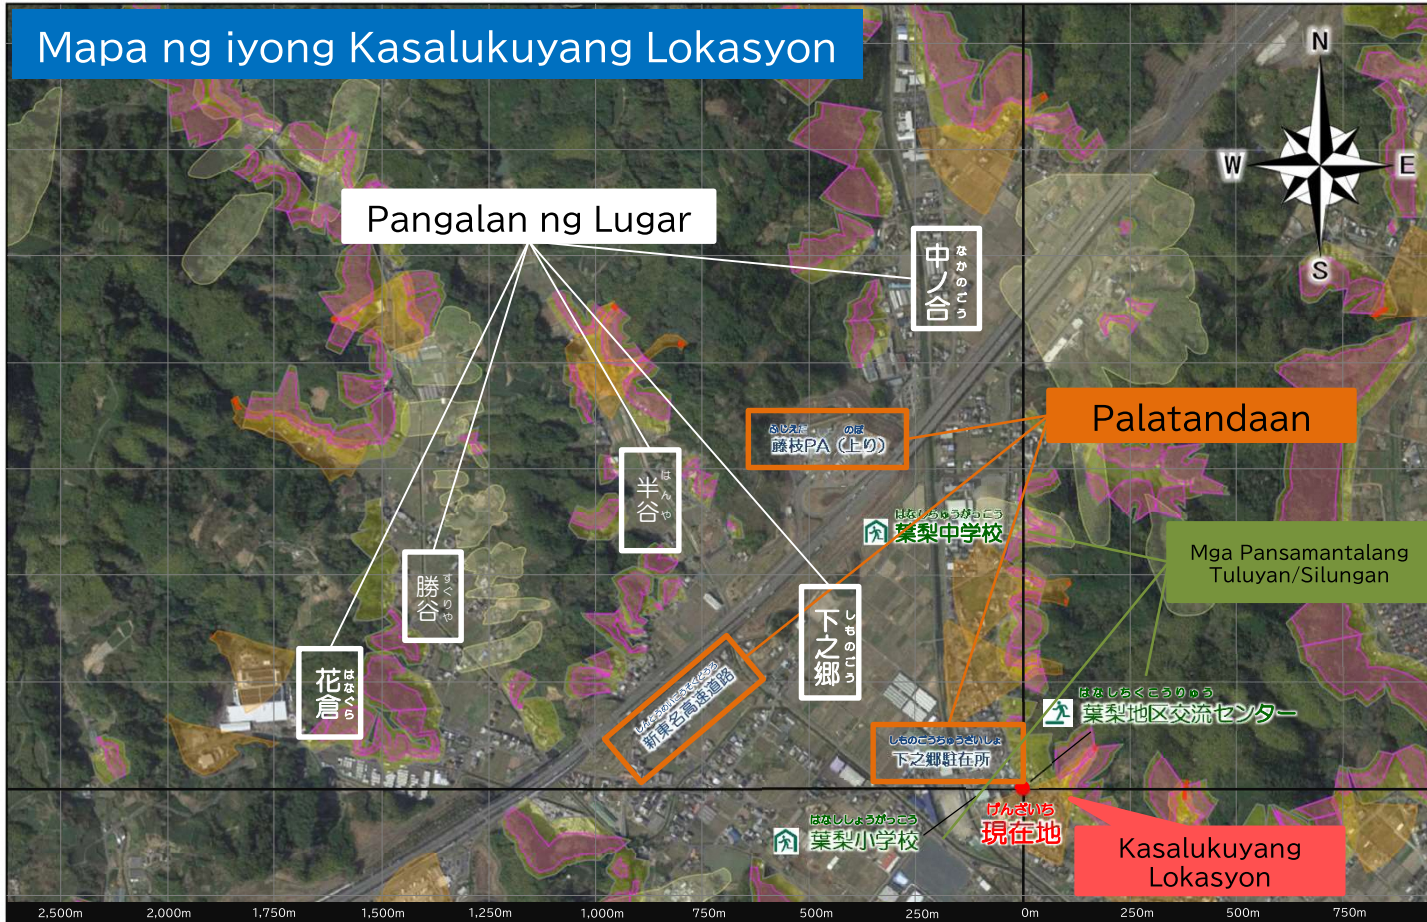 Mapa ng iyong Kasalukuyang Lokasyon
N
W
E
S
Pangalan ng Lugar
中ノ合
なかのごう
Palatandaan
ふじえだ のぼ
藤枝PA（上り）
半谷
はんや
はなしちゅうがっこう
葉梨中学校
Mga Pansamantalang
Tuluyan/Silungan
勝谷
すぐりや
下之郷
しものごう
花倉
はなぐら
しんとうめいこうそくどうろ
新東名高速道路
はなしちくこうりゅう
葉梨地区交流センター
しものごうちゅうざいしょ
下之郷駐在所
げんざいち
現在地
はなししょうがっこう
葉梨小学校
Kasalukuyang
Lokasyon
2,500m 2,000m 1,750m 1,500m 1,250m 1,000m 750m 500m 250m 0m 250m 500m 750m